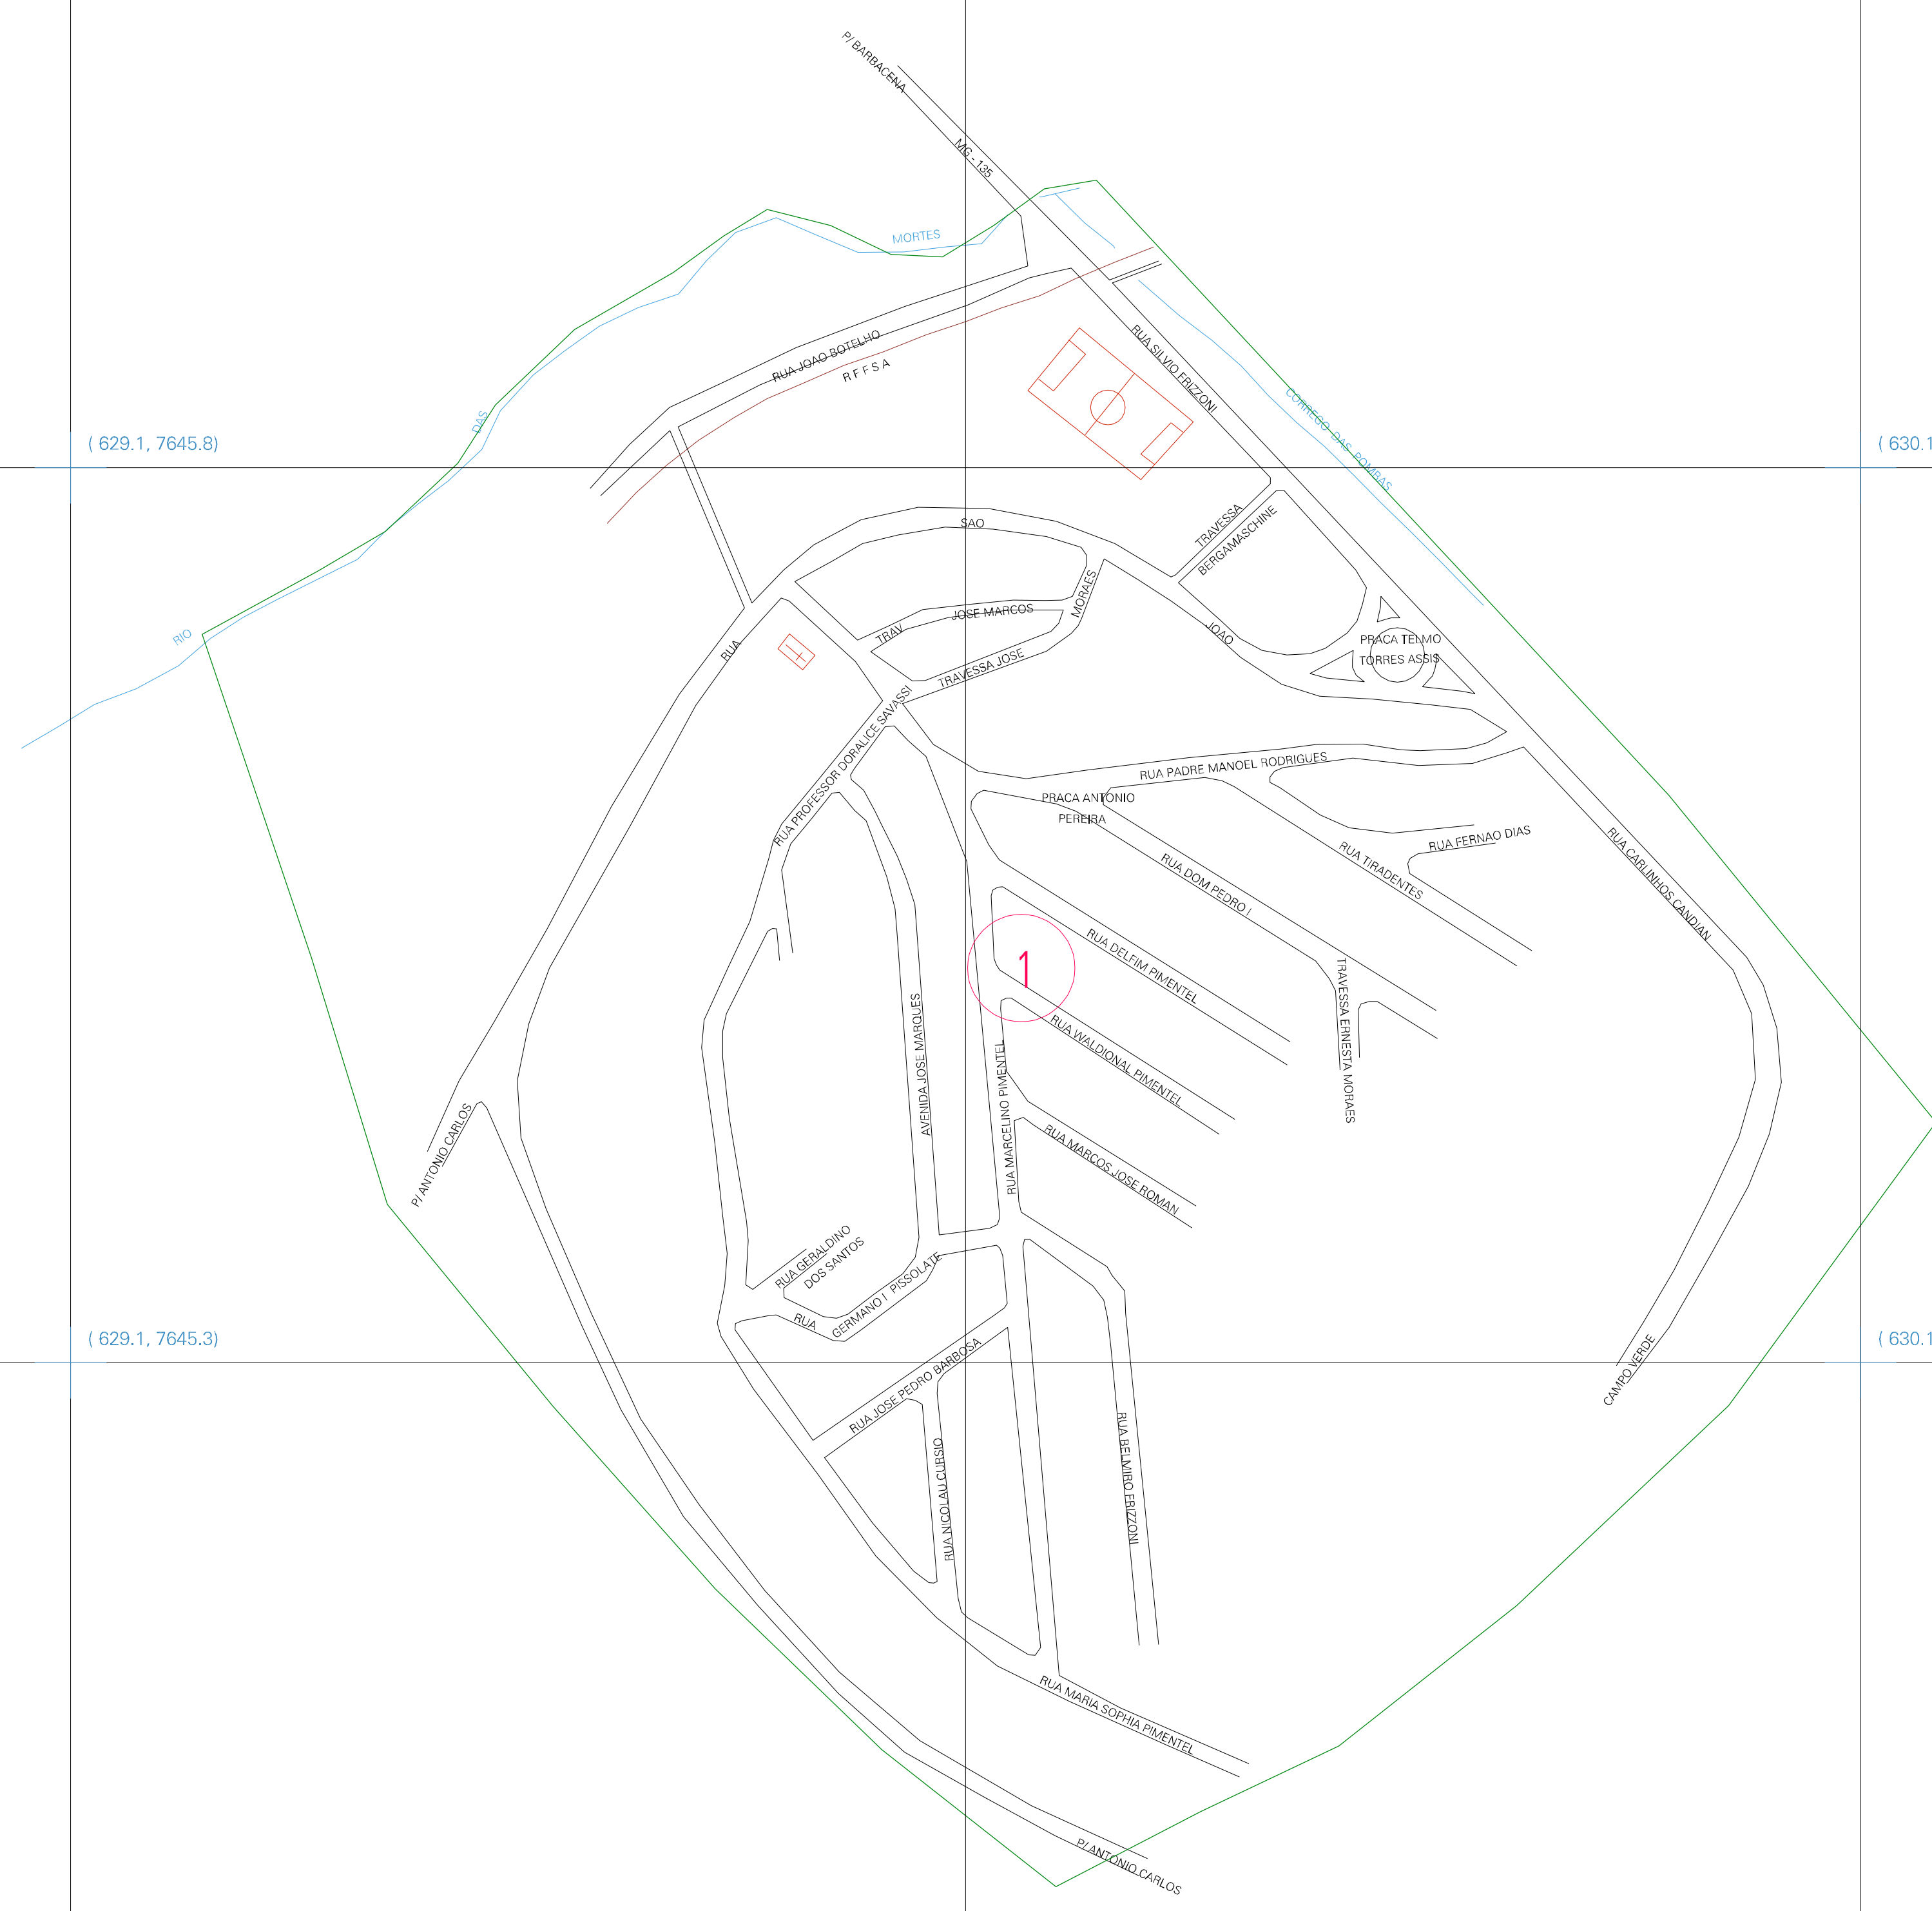 P/ BARBACENA
MG - 135
MORTES
RUA JOAO BOTELHO
R F F S A
RUA SILVIO FRIZZONI
CORREGO DAS POMBAS
DAS
( 629.1, 7645.8)
( 630.1
SAO
TRAVESSA
BERGAMASCHINE
RIO
RUA
TRAV
JOSE MARCOS
MORAES
JOAO
TRAVESSA JOSE
PRACA TELMO
TORRES ASSIS
RUA PROFESSOR DORALICE SAVASSI
RUA PADRE MANOEL RODRIGUES
PRACA ANTONIO
PEREIRA
RUA DOM PEDRO I
RUA TIRADENTES
RUA FERNAO DIAS
RUA CARLINHOS CANDIAN
1
RUA DELFIM PIMENTEL
TRAVESSA ERNESTA MORAES
RUA WALDIONAL PIMENTEL
AVENIDA JOSE MARQUES
RUA MARCELINO PIMENTEL
RUA MARCOS JOSE ROMAN
P/ ANTONIO CARLOS
RUA GERALDINO
DOS SANTOS
RUA
GERMANO I PISSOLATE
( 629.1, 7645.3)
( 630.1
CAMPO VERDE
RUA JOSE PEDRO BARBOSA
RUA NICOLAU CURSIO
RUA BELMIRO FRIZZONI
RUA MARIA SOPHIA PIMENTEL
P/ ANTONIO CARLOS